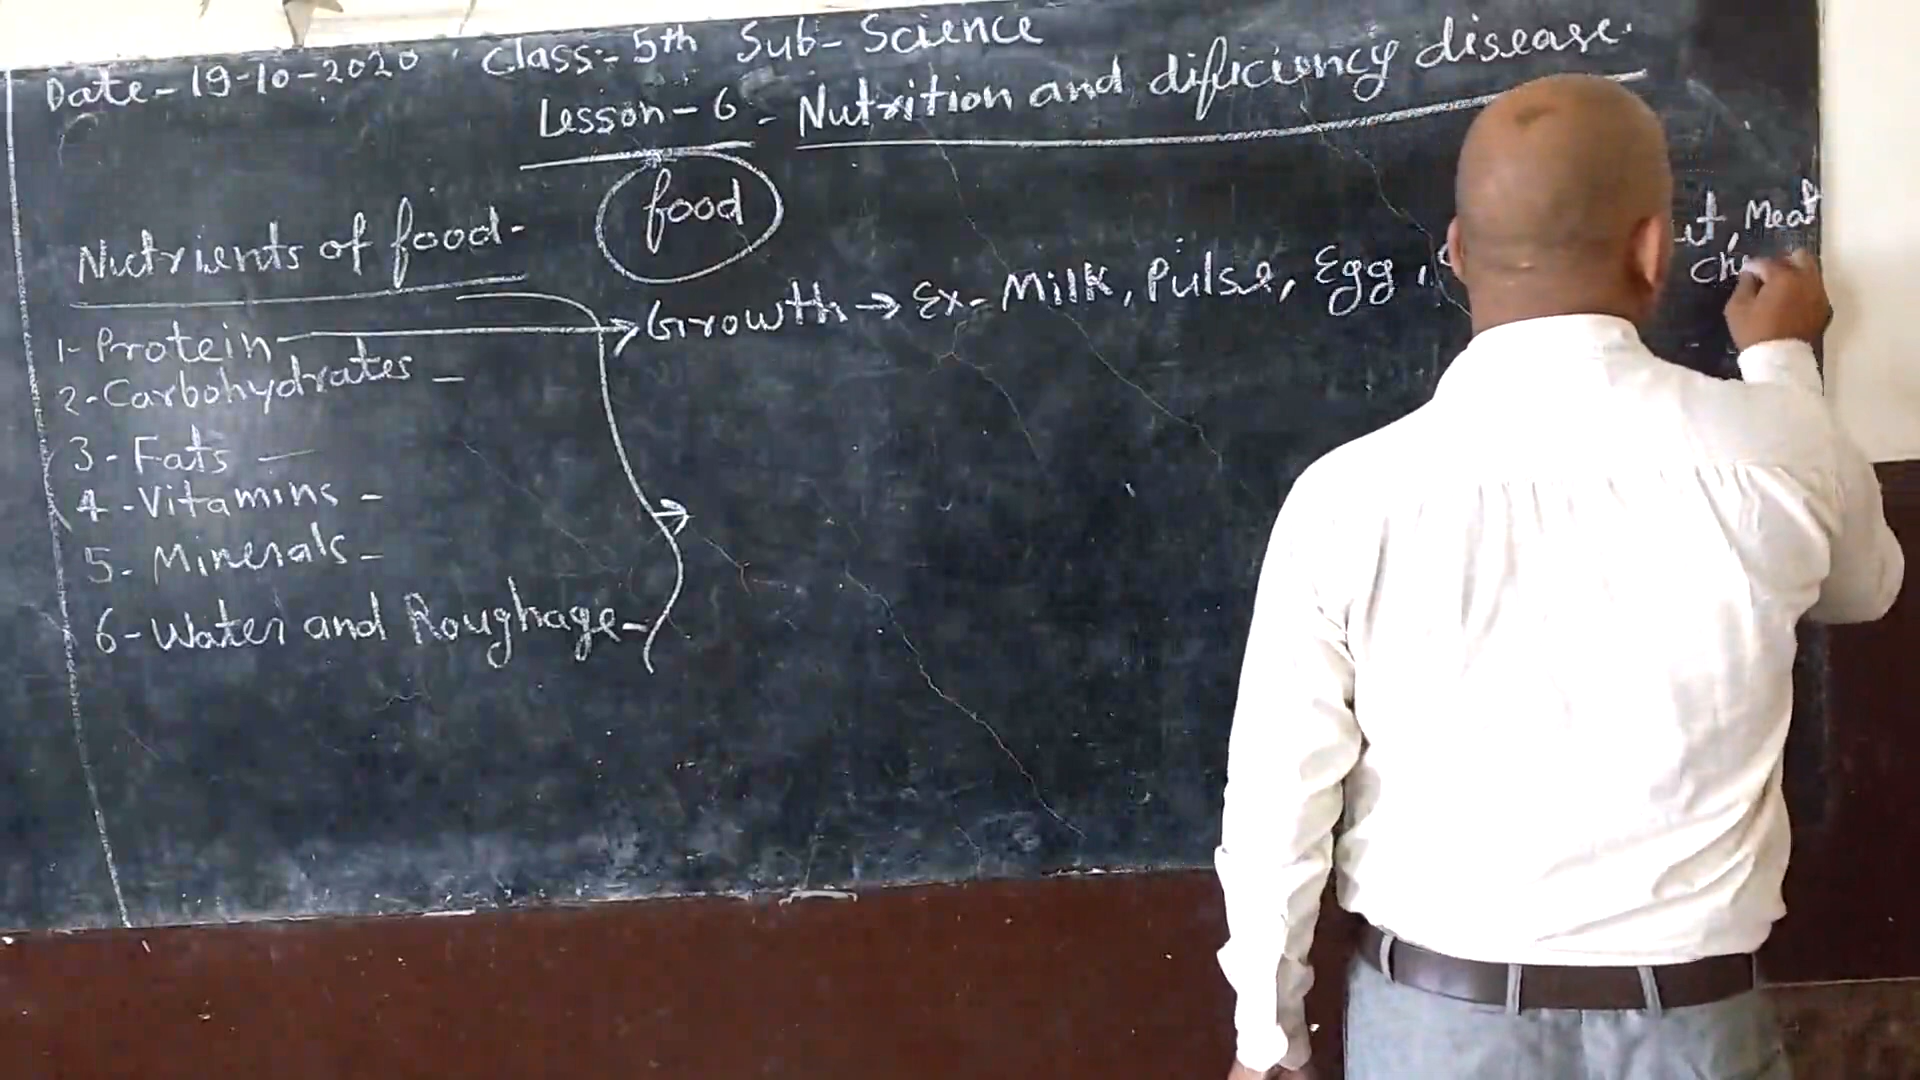 Date - 19-10-2020 Class:- 5th Sub- Science
Lesson-6 - Nutrition and dificiency disease.
food
Nutrients of food-
1- Protein → Growth → Ex- Milk, Pulse, Egg, Meat
2- Carbohydrates -
3- Fats -
4- Vitamins -
5- Minerals -
6- Water and Roughage-